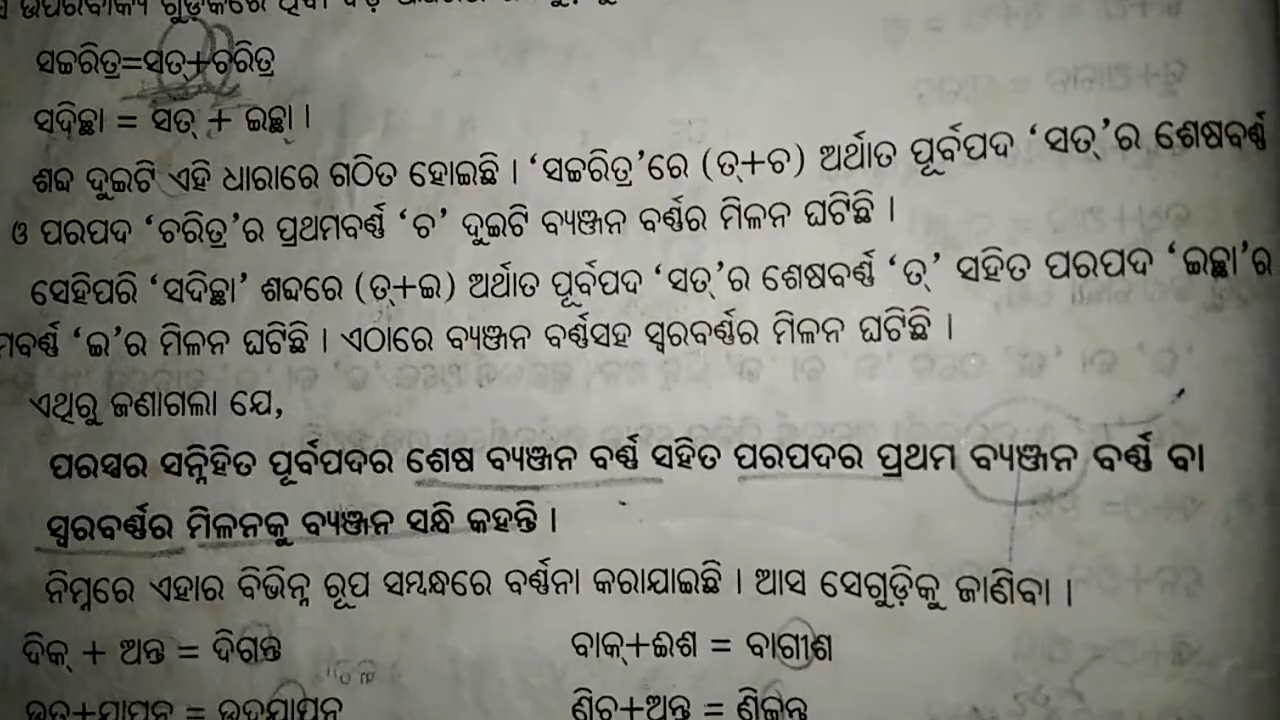 ସଚ୍ଚରିତ୍ର=ସତ୍+ଚରିତ୍ର
ସଦିଚ୍ଛା = ସତ୍ + ଇଚ୍ଛା ।
ଶବ୍ଦ ଦୁଇଟି ଏହି ଧାରାରେ ଗଠିତ ହୋଇଛି । ‘ସଚ୍ଚରିତ୍ର’ରେ (ତ୍+ଚ) ଅର୍ଥାତ ପୂର୍ବପଦ ‘ସତ୍’ର ଶେଷବର୍ଣ୍ଣ
ଓ ପରପଦ ‘ଚରିତ୍ର’ର ପ୍ରଥମବର୍ଣ୍ଣ ‘ଚ’ ଦୁଇଟି ବ୍ୟଞ୍ଜନ ବର୍ଣ୍ଣର ମିଳନ ଘଟିଛି ।
ସେହିପରି ‘ସଦିଚ୍ଛା’ ଶବ୍ଦରେ (ତ୍+ଇ) ଅର୍ଥାତ ପୂର୍ବପଦ ‘ସତ୍’ର ଶେଷବର୍ଣ୍ଣ ‘ତ୍’ ସହିତ ପରପଦ ‘ଇଚ୍ଛା’ର
ମବର୍ଣ୍ଣ ‘ଇ’ର ମିଳନ ଘଟିଛି । ଏଠାରେ ବ୍ୟଞ୍ଜନ ବର୍ଣ୍ଣସହ ସ୍ୱରବର୍ଣ୍ଣର ମିଳନ ଘଟିଛି ।
ଏଥିରୁ ଜଣାଗଲା ଯେ,
ପରସ୍ପର ସନ୍ନିହିତ ପୂର୍ବପଦର ଶେଷ ବ୍ୟଞ୍ଜନ ବର୍ଣ୍ଣ ସହିତ ପରପଦର ପ୍ରଥମ ବ୍ୟଞ୍ଜନ ବର୍ଣ୍ଣ ବା
ସ୍ୱରବର୍ଣ୍ଣର ମିଳନକୁ ବ୍ୟଞ୍ଜନ ସନ୍ଧି କହନ୍ତି ।
ନିମ୍ନରେ ଏହାର ବିଭିନ୍ନ ରୂପ ସମ୍ବନ୍ଧରେ ବର୍ଣ୍ଣନା କରାଯାଇଛି । ଆସ ସେଗୁଡ଼ିକୁ ଜାଣିବା ।
ଦିକ୍ + ଅନ୍ତ = ଦିଗନ୍ତ ବାକ୍+ଈଶ = ବାଗୀଶ
ଣିଚ୍+ଅନ୍ତ = ଣିଜନ୍ତ